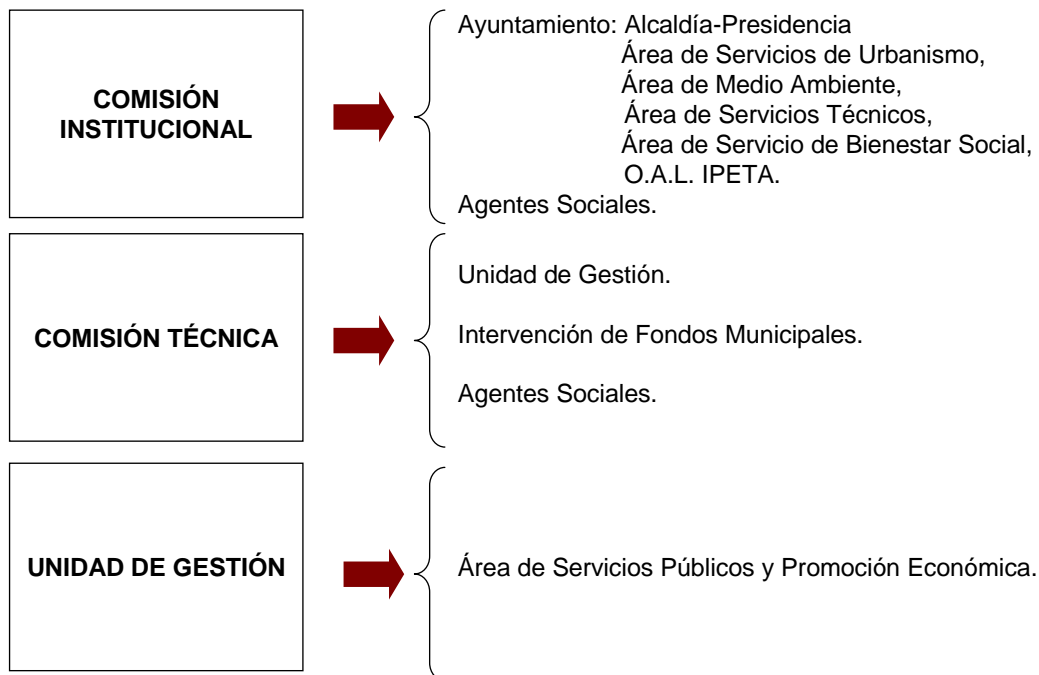 COMISIÓN
INSTITUCIONAL
Ayuntamiento: Alcaldía-Presidencia
Área de Servicios de Urbanismo,
Área de Medio Ambiente,
Área de Servicios Técnicos,
Área de Servicio de Bienestar Social,
O.A.L. IPETA.
Agentes Sociales.
COMISIÓN TÉCNICA
Unidad de Gestión.
Intervención de Fondos Municipales.
Agentes Sociales.
UNIDAD DE GESTIÓN
Área de Servicios Públicos y Promoción Económica.